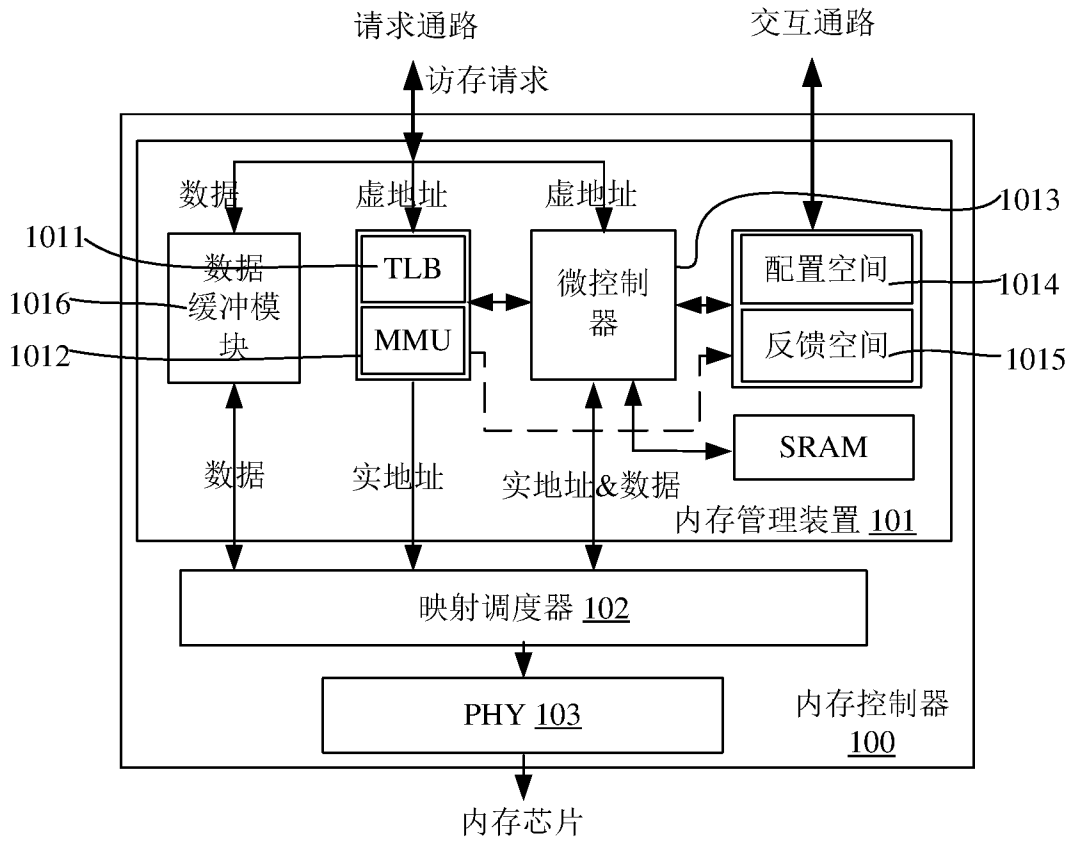 请求通路
交互通路
访存请求
数据
虚地址
虚地址
1013
1011
TLB
数据
缓冲模
块
微控制
器
配置空间
1014
1016
MMU
反馈空间
1012
1015
SRAM
数据
实地址
实地址&数据
内存管理装置 101
映射调度器 102
PHY 103
内存控制器
100
内存芯片